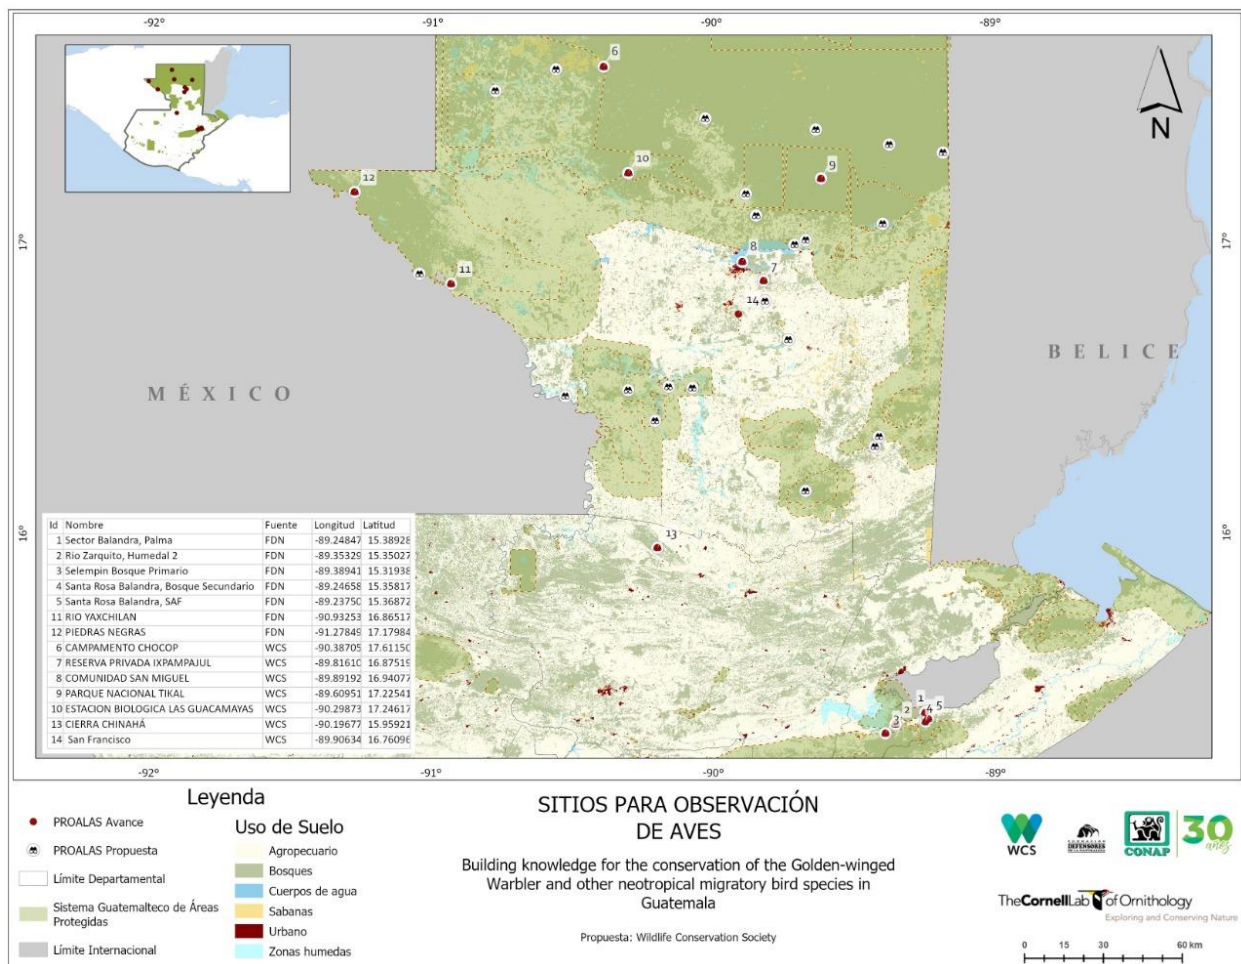 -92°
-91°
-90°
-89°
N
17°
17°
16°
16°
6
10
9
12
8
7
11
14
13
1
2
4
5
3
MÉXICO
BELICE
Id Nombre Fuente Longitud Latitud
1 Sector Balandra, Palma FDN -89.24847 15.38928
2 Rio Zarquito, Humedal 2 FDN -89.35329 15.35027
3 Selempin Bosque Primario FDN -89.38941 15.31938
4 Santa Rosa Balandra, Bosque Secundario FDN -89.24658 15.35817
5 Santa Rosa Balandra, SAF FDN -89.23750 15.36872
11 RIO YAXCHILAN FDN -90.93253 16.86517
12 PIEDRAS NEGRAS FDN -91.27849 17.17984
6 CAMPAMENTO CHOCOP WCS -90.38705 17.61150
7 RESERVA PRIVADA IXPAMPAJUL WCS -89.81610 16.87519
8 COMUNIDAD SAN MIGUEL WCS -89.89192 16.94077
9 PARQUE NACIONAL TIKAL WCS -89.60951 17.22541
10 ESTACION BIOLOGICA LAS GUACAMAYAS WCS -90.29873 17.24617
13 CIERRA CHINAHÁ WCS -90.19677 15.95921
14 San Francisco WCS -89.90634 16.76096
-92°
-91°
-90°
-89°
Leyenda
PROALAS Avance
PROALAS Propuesta
Límite Departamental
Sistema Guatemalteco de Áreas
Protegidas
Límite Internacional
Uso de Suelo
Agropecuario
Bosques
Cuerpos de agua
Sabanas
Urbano
Zonas humedas
SITIOS PARA OBSERVACIÓN
DE AVES
Building knowledge for the conservation of the Golden-winged
Warbler and other neotropical migratory bird species in
Guatemala
Propuesta: Wildlife Conservation Society
WCS
DEFENSORES
CONAP
30
años
TheCornellLab of Ornithology
Exploring and Conserving Nature
0 15 30 60 km